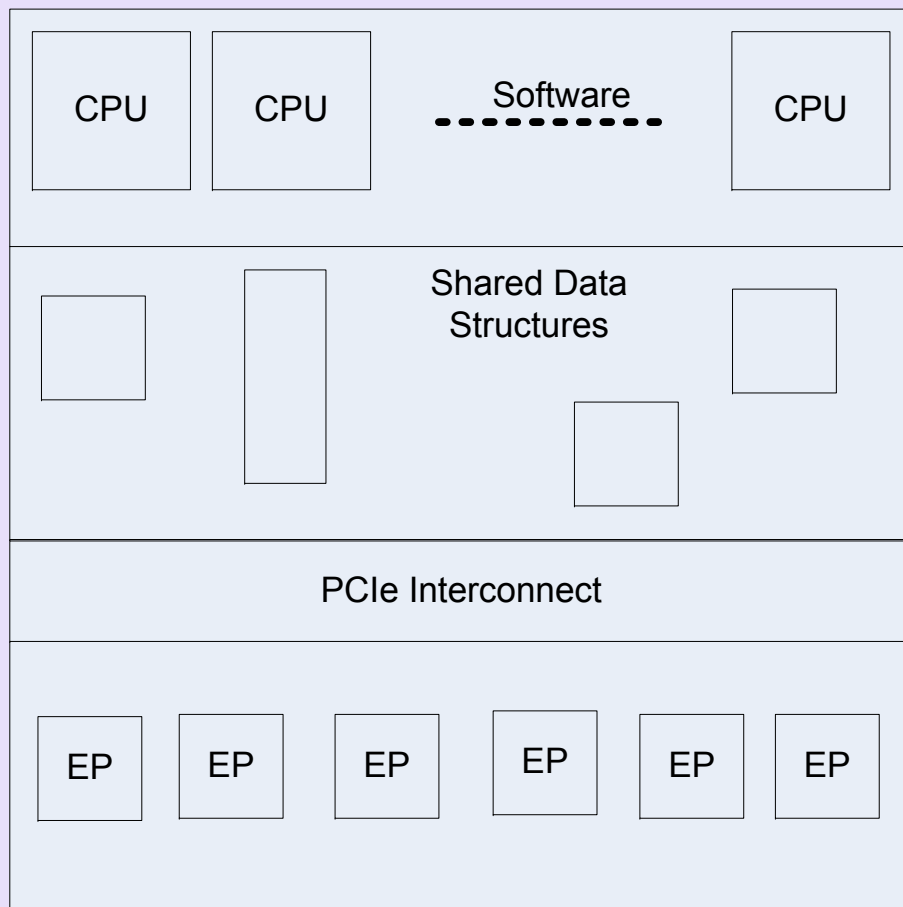 CPU
CPU
Software
CPU
Shared Data
Structures
PCIe Interconnect
EP
EP
EP
EP
EP
EP